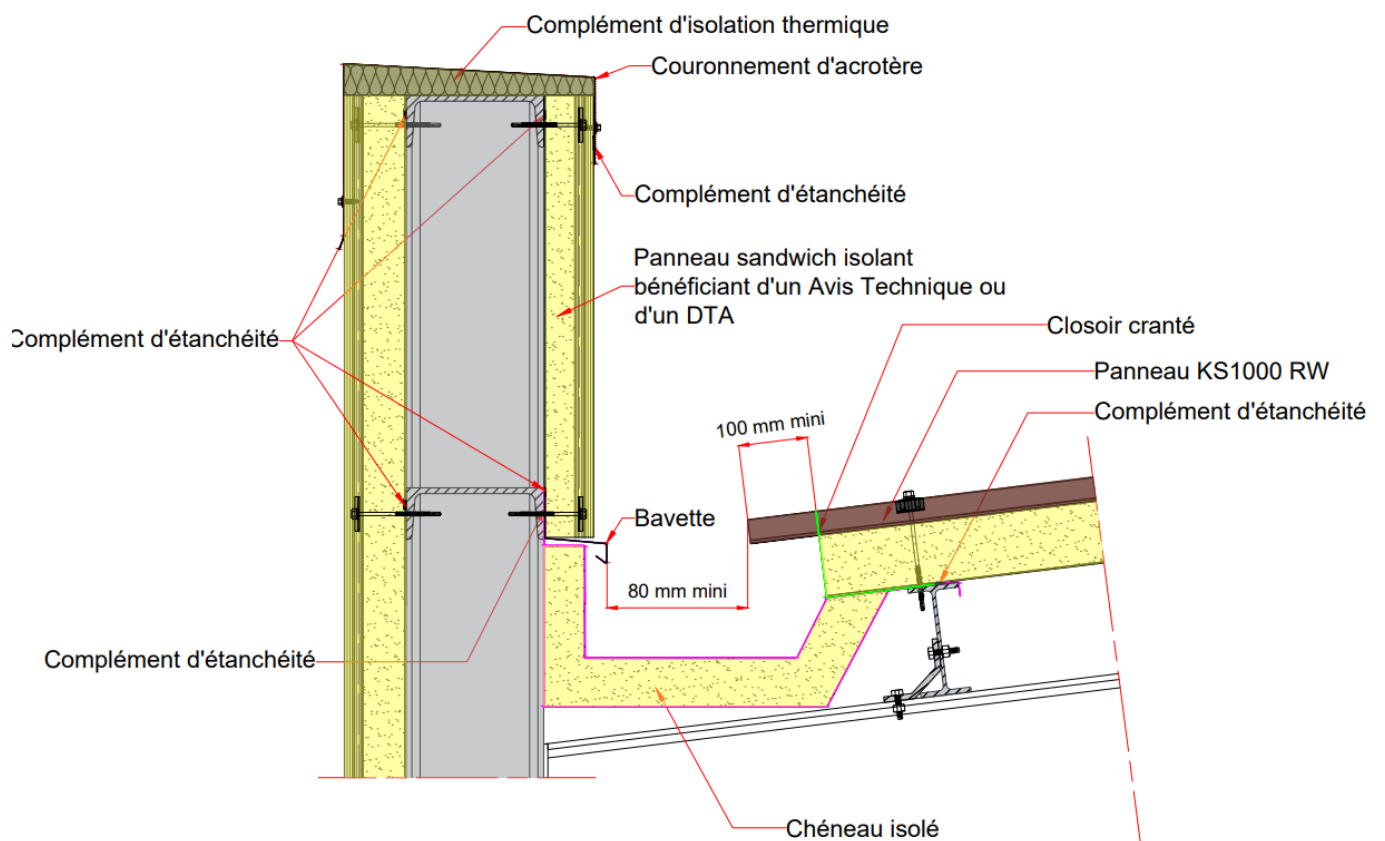 Complément d'isolation thermique
Couronnement d'acrotère
Complément d'étanchéité
Panneau sandwich isolant
bénéficiant d'un Avis Technique ou
d'un DTA
Closoir cranté
Complément d'étanchéité
Panneau KS1000 RW
Complément d'étanchéité
100 mm mini
Bavette
80 mm mini
Complément d'étanchéité
Chéneau isolé